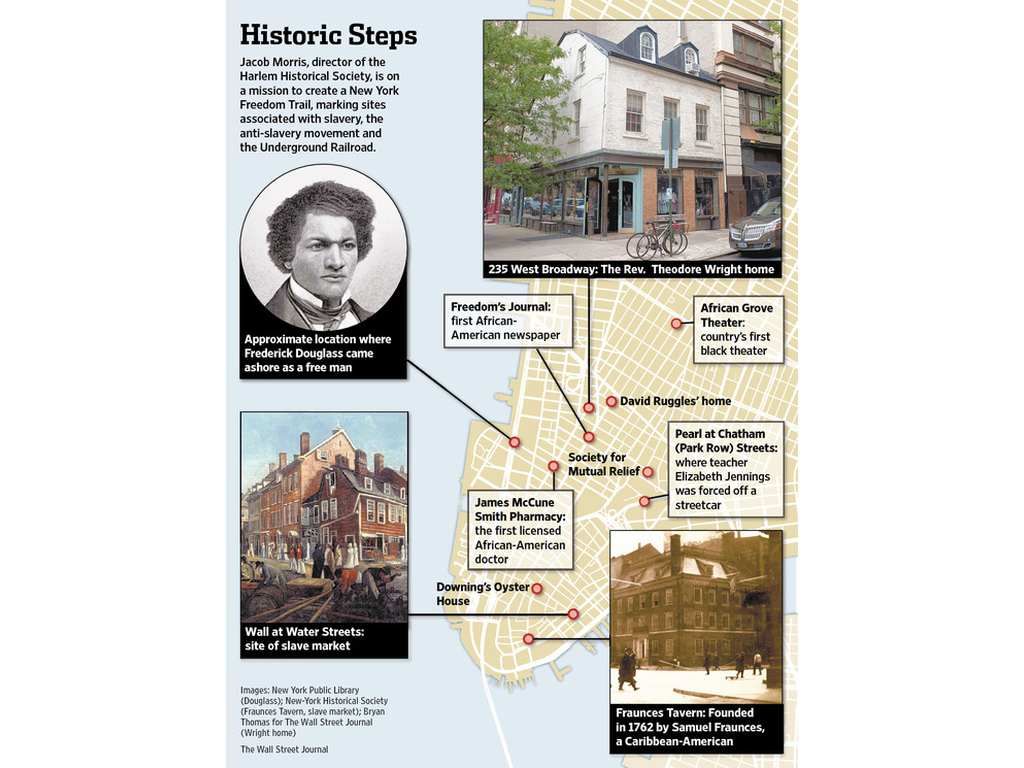 Historic Steps
Jacob Morris, director of the
Harlem Historical Society, is on
a mission to create a New York
Freedom Trail, marking sites
associated with slavery, the
anti-slavery movement and
the Underground Railroad.
Approximate location where
Frederick Douglass came
ashore as a free man
235 West Broadway: The Rev. Theodore Wright home
Freedom's Journal:
first African-
American newspaper
African Grove
Theater:
country's first
black theater
David Ruggles' home
Society for
Mutual Relief
Pearl at Chatham
(Park Row) Streets:
where teacher
Elizabeth Jennings
was forced off a
streetcar
James McCune
Smith Pharmacy:
the first licensed
African-American
doctor
Downing's Oyster
House
Wall at Water Streets:
site of slave market
Fraunces Tavern: Founded
in 1762 by Samuel Fraunces,
a Caribbean-American
Images: New York Public Library
(Douglass); New-York Historical Society
(Fraunces Tavern, slave market); Bryan
Thomas for The Wall Street Journal
(Wright home)
The Wall Street Journal